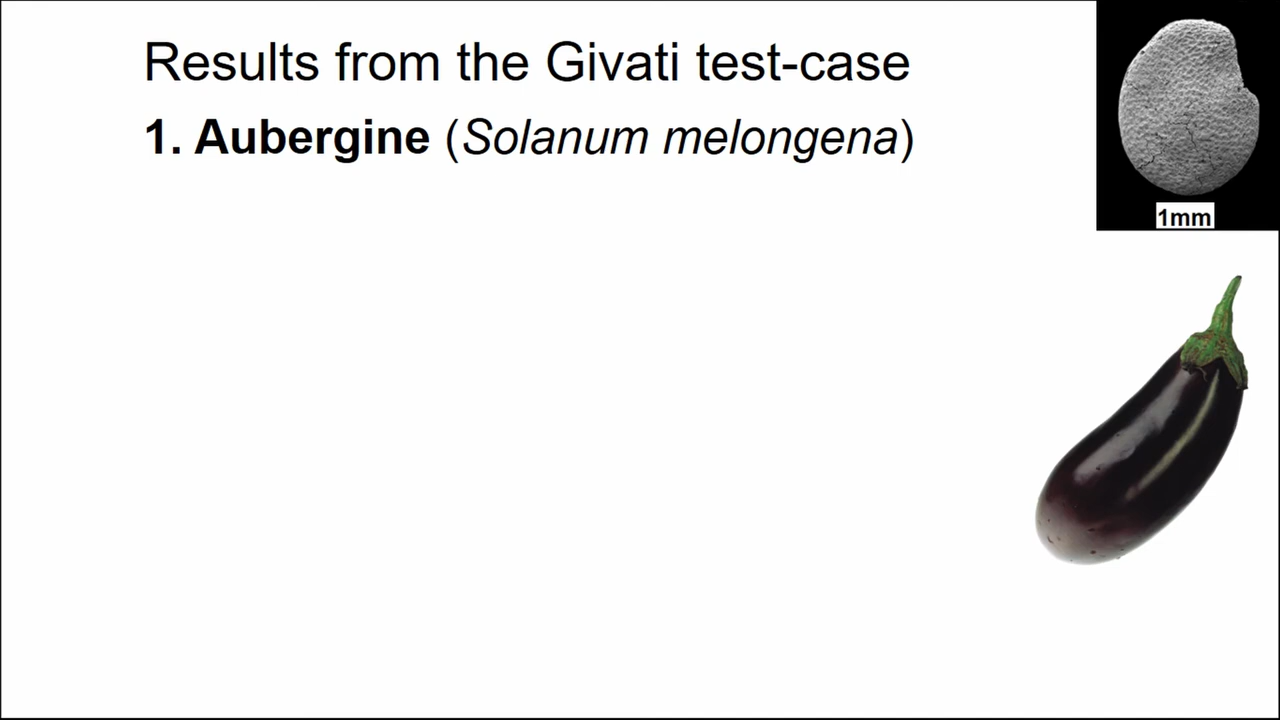 Results from the Givati test-case
1. Aubergine (Solanum melongena)
1mm